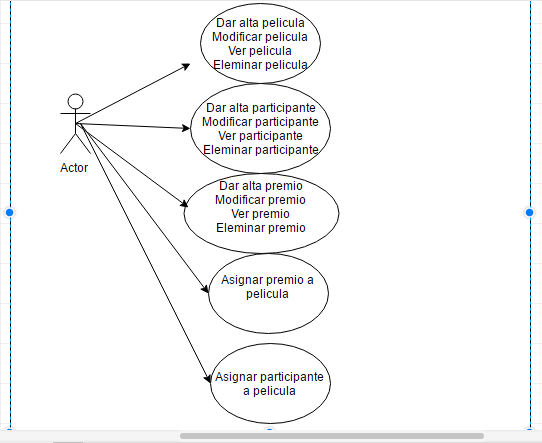 Dar alta pelicula
Modificar pelicula
Ver pelicula
Eleminar pelicula
Dar alta participante
Modificar participante
Ver participante
Eleminar participante
Actor
Dar alta premio
Modificar premio
Ver premio
Eleminar premio
Asignar premio a
pelicula
Asignar participante
a pelicula